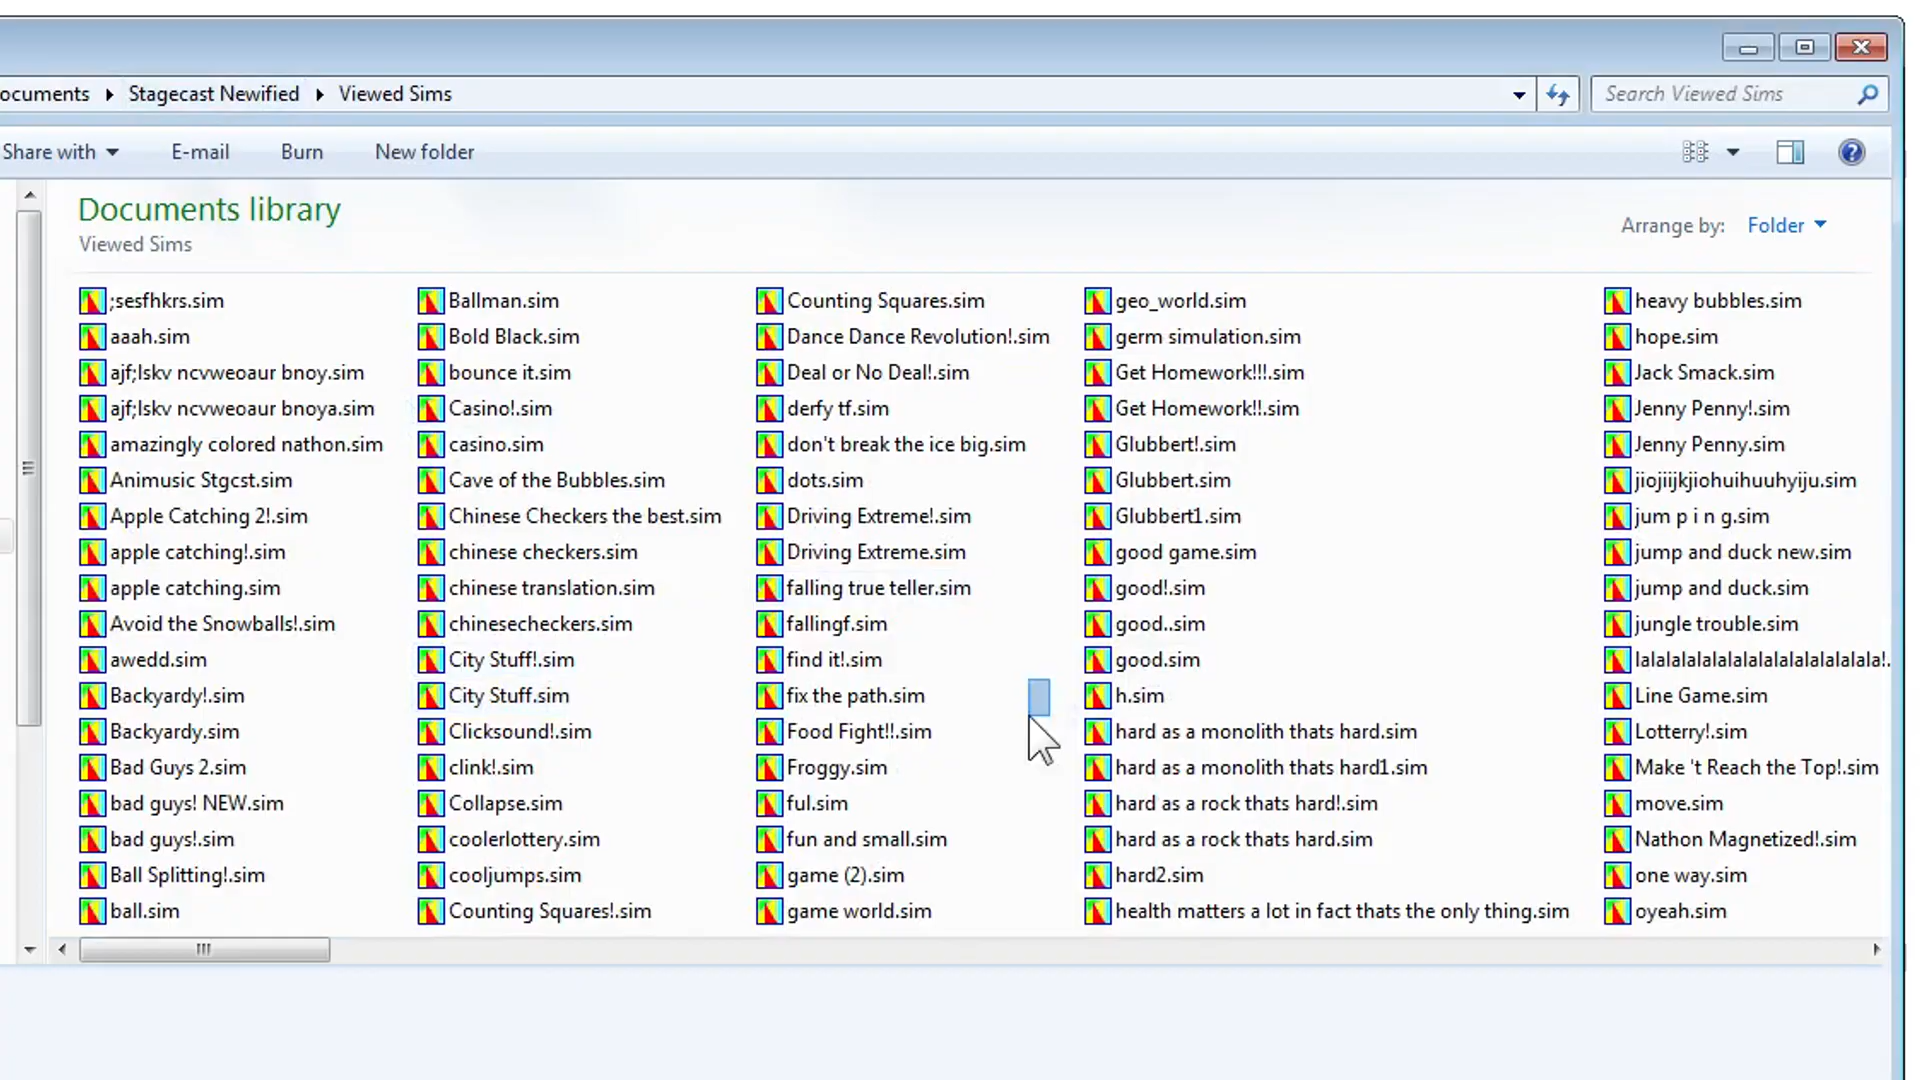 ocuments ▸ Stagecast Newified ▸ Viewed Sims
Search Viewed Sims
Share with E-mail Burn New folder
Documents library
Viewed Sims
Arrange by: Folder
;sesfhkrs.sim
aaah.sim
ajf;lskv ncvweoaur bnoy.sim
ajf;lskv ncvweoaur bnoya.sim
amazingly colored nathon.sim
Animusic Stgcst.sim
Apple Catching 2!.sim
apple catching!.sim
apple catching.sim
Avoid the Snowballs!.sim
awedd.sim
Backyardy!.sim
Backyardy.sim
Bad Guys 2.sim
bad guys! NEW.sim
bad guys!.sim
Ball Splitting!.sim
ball.sim
Ballman.sim
Bold Black.sim
bounce it.sim
Casino!.sim
casino.sim
Cave of the Bubbles.sim
Chinese Checkers the best.sim
chinese checkers.sim
chinese translation.sim
chinesecheckers.sim
City Stuff!.sim
City Stuff.sim
Clicksound!.sim
clink!.sim
Collapse.sim
coolerlottery.sim
cooljumps.sim
Counting Squares!.sim
Counting Squares.sim
Dance Dance Revolution!.sim
Deal or No Deal!.sim
derfy tf.sim
don't break the ice big.sim
dots.sim
Driving Extreme!.sim
Driving Extreme.sim
falling true teller.sim
fallingf.sim
find it!.sim
fix the path.sim
Food Fight!!.sim
Froggy.sim
ful.sim
fun and small.sim
game (2).sim
game world.sim
geo_world.sim
germ simulation.sim
Get Homework!!!.sim
Get Homework!!.sim
Glubbert!.sim
Glubbert.sim
Glubbert1.sim
good game.sim
good!.sim
good..sim
good.sim
h.sim
hard as a monolith thats hard.sim
hard as a monolith thats hard1.sim
hard as a rock thats hard!.sim
hard as a rock thats hard.sim
hard2.sim
health matters a lot in fact thats the only thing.sim
heavy bubbles.sim
hope.sim
Jack Smack.sim
Jenny Penny!.sim
Jenny Penny.sim
jiojiijkjiohuihuuhyiju.sim
jum p i n g.sim
jump and duck new.sim
jump and duck.sim
jungle trouble.sim
lalalalalalalalalalalalalala!.
Line Game.sim
Lotterry!.sim
Make 't Reach the Top!.sim
move.sim
Nathon Magnetized!.sim
one way.sim
oyeah.sim